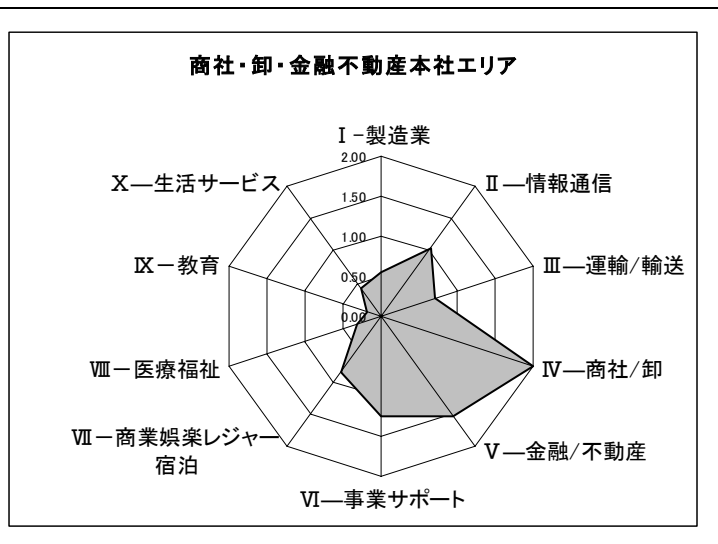 商社・卸・金融不動産本社エリア
Ⅰ－製造業
2.00
Ⅹ―生活サービス
Ⅱ―情報通信
1.50
1.00
Ⅸ－教育
Ⅲ―運輸/輸送
0.50
0.00
Ⅷ－医療福祉
Ⅳ―商社/卸
Ⅶ－商業娯楽レジャー
宿泊
Ⅴ―金融/不動産
Ⅵ―事業サポート